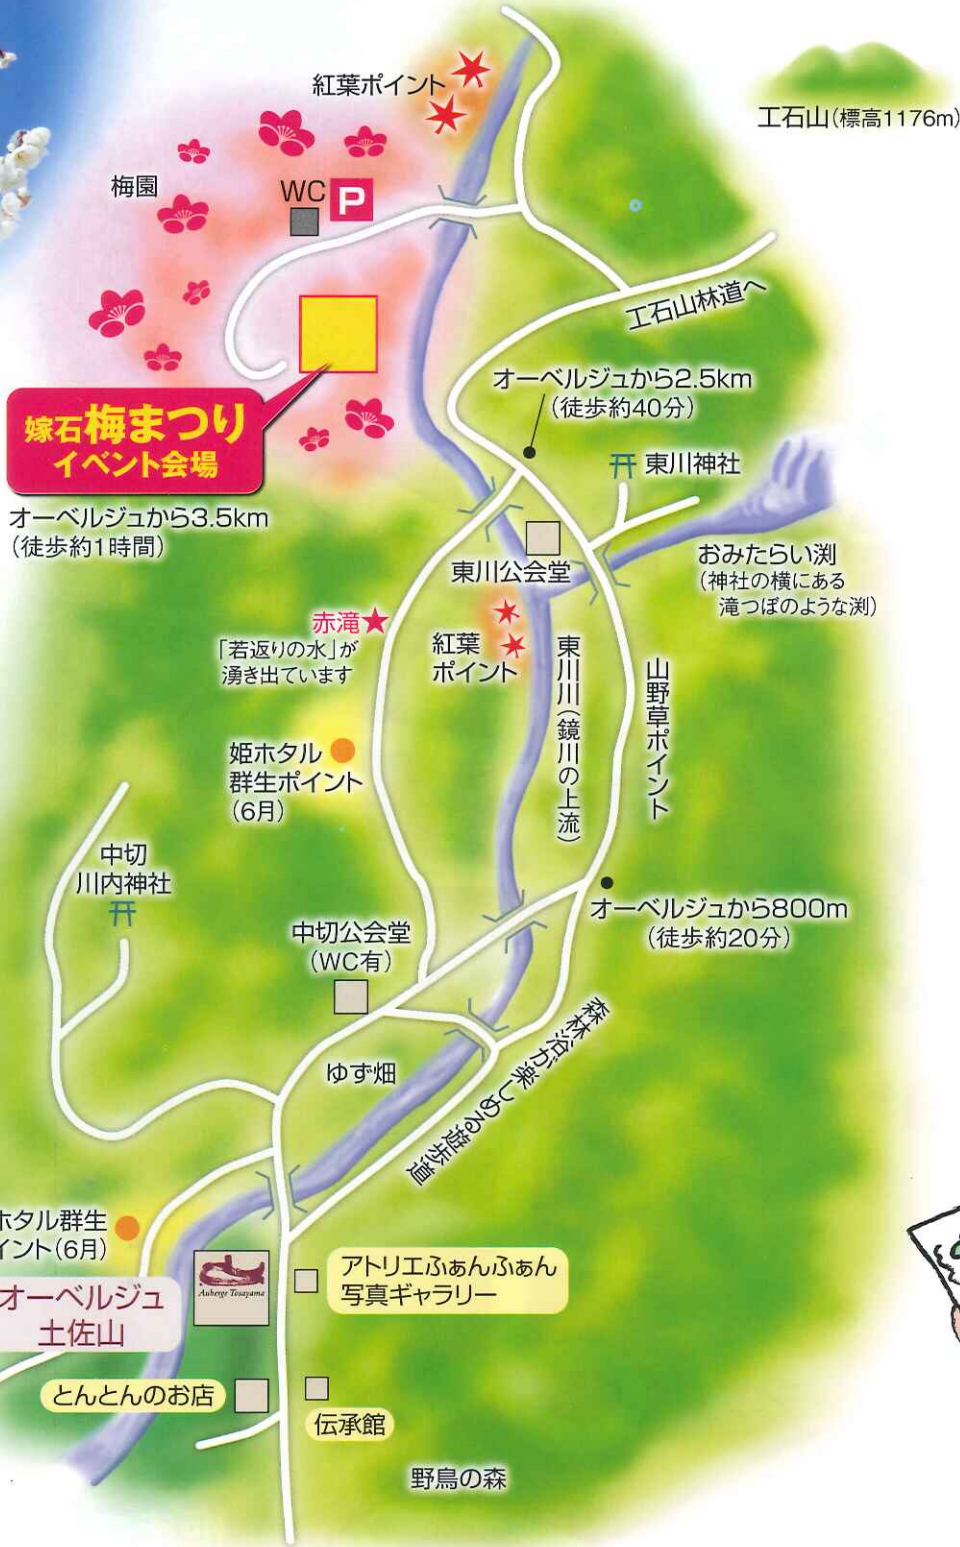 紅葉ポイント
工石山(標高1176m)
梅園
WC
P
工石山林道へ
オーベルジュから2.5km
(徒歩約40分)
嫁石梅まつり
イベント会場
東川神社
オーベルジュから3.5km
(徒歩約1時間)
東川公会堂
おみたらい渕
(神社の横にある
滝つぼのような渕)
赤滝★
「若返りの水」が
湧き出ています
紅葉
ポイント
東川川(鏡川の上流)
山野草ポイント
姫ホタル
群生ポイント
(6月)
中切
川内神社
オーベルジュから800m
(徒歩約20分)
中切公会堂
(WC有)
森林浴が楽しめる遊歩道
ゆず畑
ホタル群生
イント(6月)
オーベルジュ
土佐山
Auberge Tosayama
アトリエふぁんふぁん
写真ギャラリー
とんとんのお店
伝承館
野鳥の森